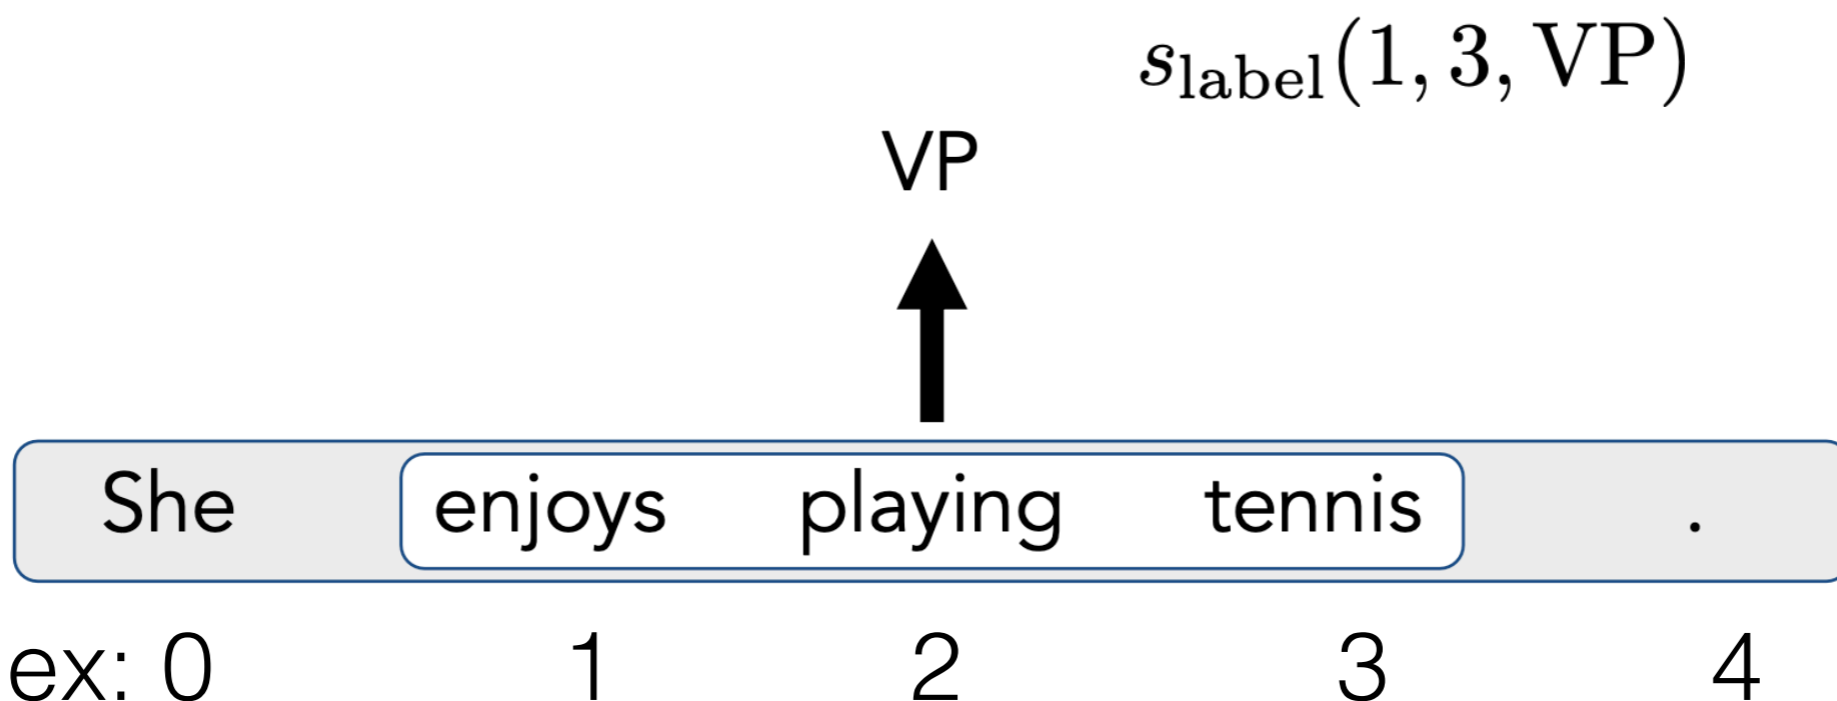 s_label(1, 3, VP)
VP
She enjoys playing tennis .
ex: 0 1 2 3 4